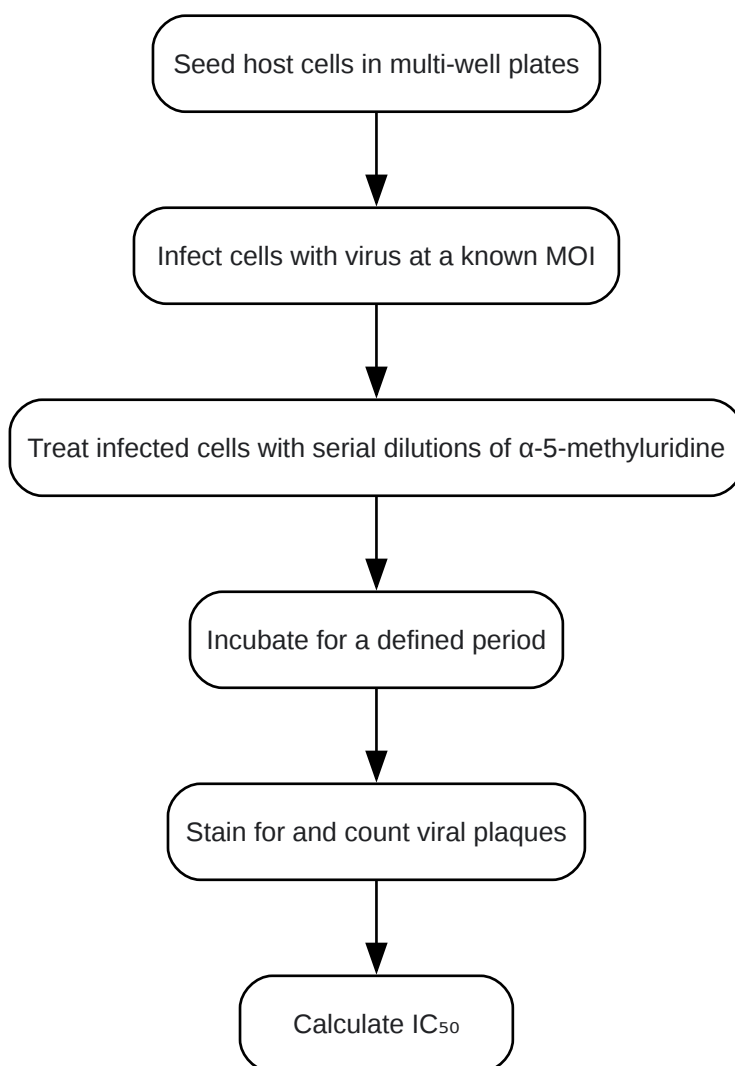 Seed host cells in multi-well plates
Infect cells with virus at a known MOI
Treat infected cells with serial dilutions of α-5-methyluridine
Incubate for a defined period
Stain for and count viral plaques
Calculate IC₅₀